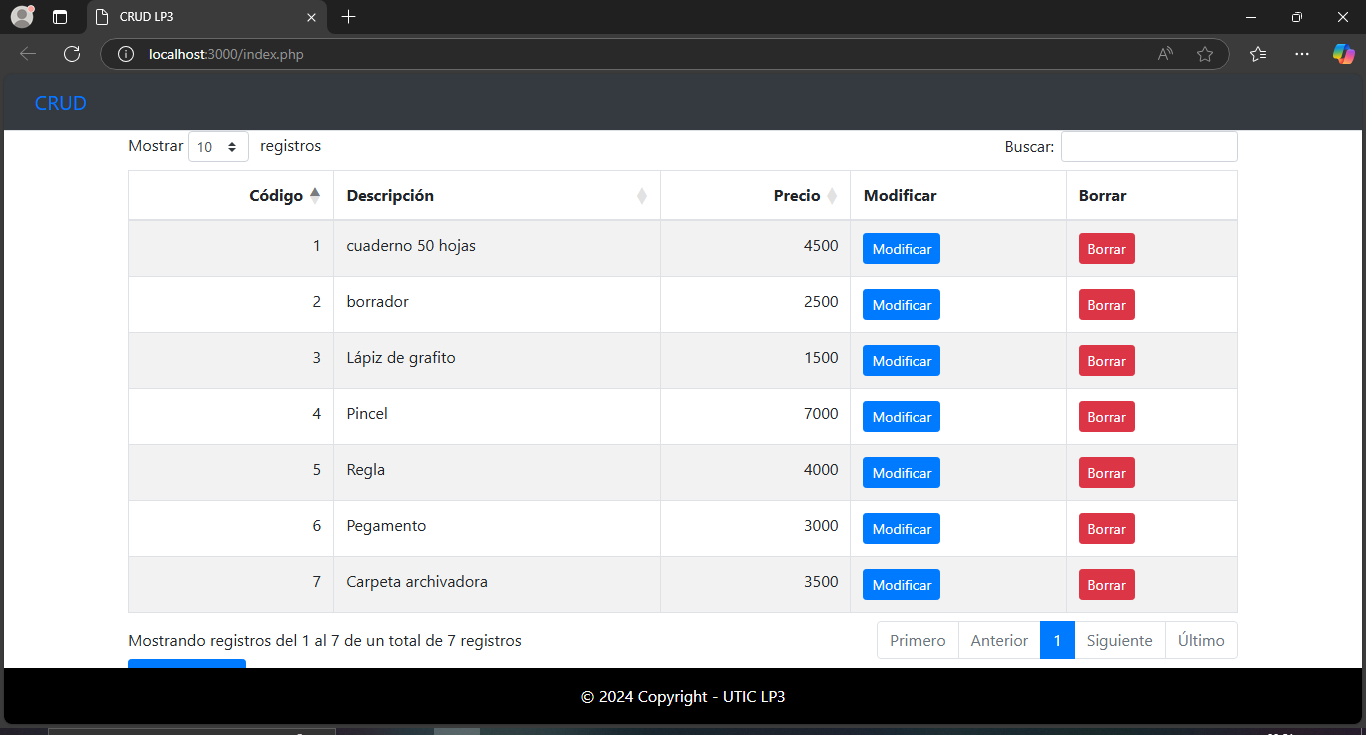 CRUD LP3
localhost:3000/index.php
CRUD
Mostrar 10 registros Buscar:
Código Descripción Precio Modificar Borrar
1 cuaderno 50 hojas 4500 Modificar Borrar
2 borrador 2500 Modificar Borrar
3 Lápiz de grafito 1500 Modificar Borrar
4 Pincel 7000 Modificar Borrar
5 Regla 4000 Modificar Borrar
6 Pegamento 3000 Modificar Borrar
7 Carpeta archivadora 3500 Modificar Borrar
Mostrando registros del 1 al 7 de un total de 7 registros Primero Anterior 1 Siguiente Último
© 2024 Copyright - UTIC LP3